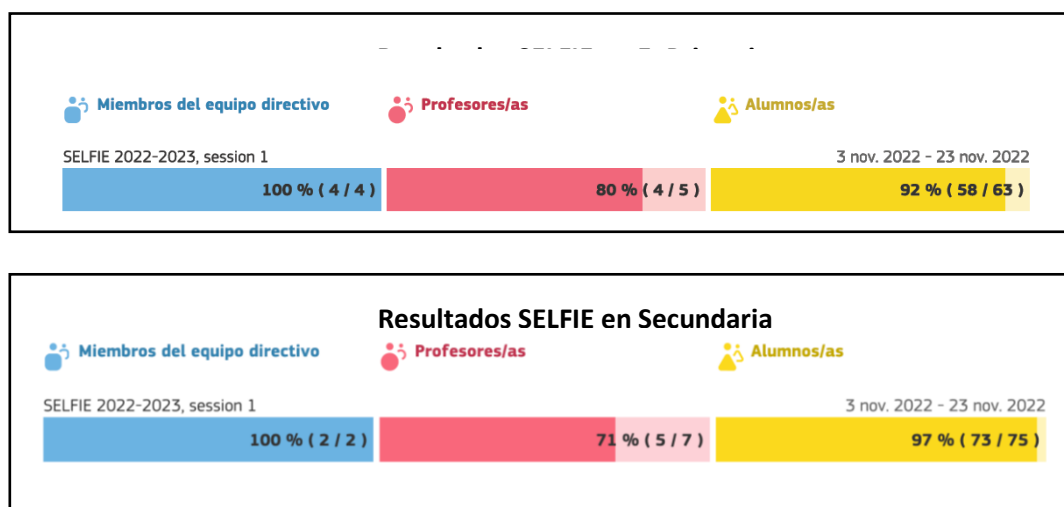 Miembros del equipo directivo Profesores/as Alumnos/as
SELFIE 2022-2023, session 1 3 nov. 2022 - 23 nov. 2022
100 % ( 4 / 4 ) 80 % ( 4 / 5 ) 92 % ( 58 / 63 )
Resultados SELFIE en Secundaria
Miembros del equipo directivo Profesores/as Alumnos/as
SELFIE 2022-2023, session 1 3 nov. 2022 - 23 nov. 2022
100 % ( 2 / 2 ) 71 % ( 5 / 7 ) 97 % ( 73 / 75 )